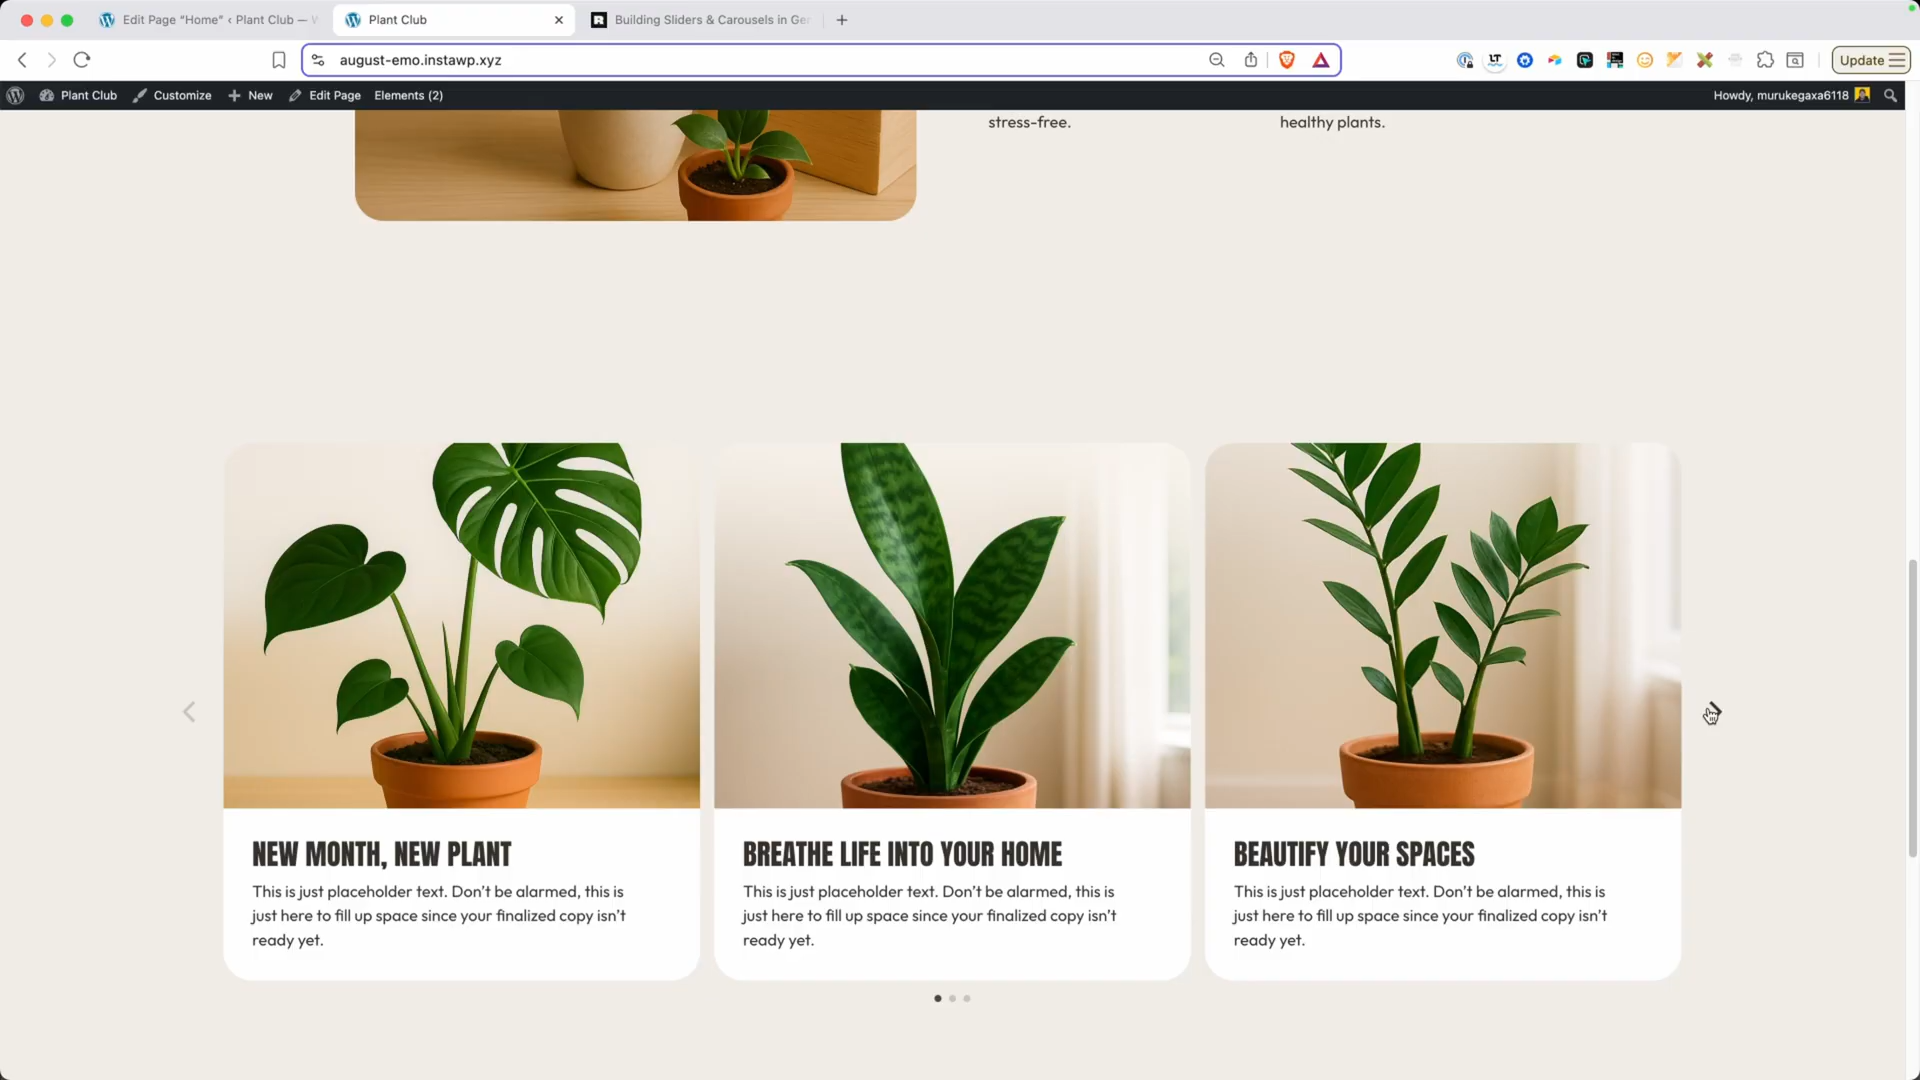 Edit Page “Home” ‹ Plant Club —
Plant Club
Building Sliders & Carousels in Ge
august-emo.instawp.xyz
Update
Plant Club
Customize
New
Edit Page
Elements (2)
Howdy, murukegaxa6118
stress-free.
healthy plants.
NEW MONTH, NEW PLANT
This is just placeholder text. Don’t be alarmed, this is
just here to fill up space since your finalized copy isn’t
ready yet.
BREATHE LIFE INTO YOUR HOME
This is just placeholder text. Don’t be alarmed, this is
just here to fill up space since your finalized copy isn’t
ready yet.
BEAUTIFY YOUR SPACES
This is just placeholder text. Don’t be alarmed, this is
just here to fill up space since your finalized copy isn’t
ready yet.